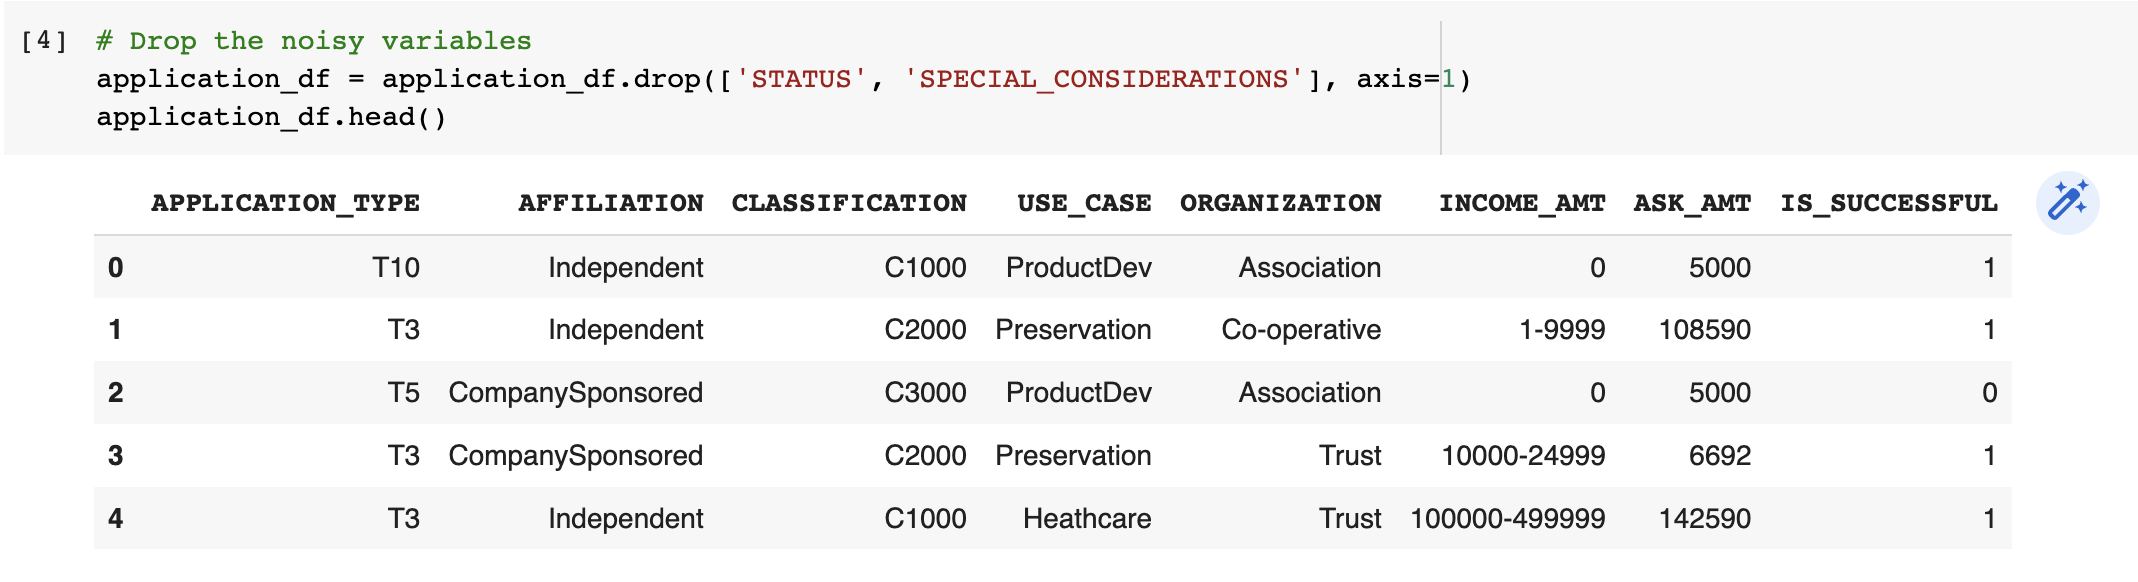 [4] # Drop the noisy variables
application_df = application_df.drop(['STATUS', 'SPECIAL_CONSIDERATIONS'], axis=1)
application_df.head()
APPLICATION_TYPE AFFILIATION CLASSIFICATION USE_CASE ORGANIZATION INCOME_AMT ASK_AMT IS_SUCCESSFUL
0 T10 Independent C1000 ProductDev Association 0 5000 1
1 T3 Independent C2000 Preservation Co-operative 1-9999 108590 1
2 T5 CompanySponsored C3000 ProductDev Association 0 5000 0
3 T3 CompanySponsored C2000 Preservation Trust 10000-24999 6692 1
4 T3 Independent C1000 Heathcare Trust 100000-499999 142590 1